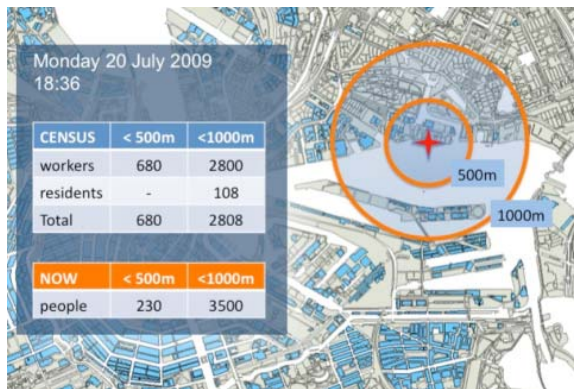 Monday 20 July 2009
18:36
CENSUS < 500m <1000m
workers 680 2800
residents - 108
Total 680 2808
NOW < 500m <1000m
people 230 3500
500m
1000m